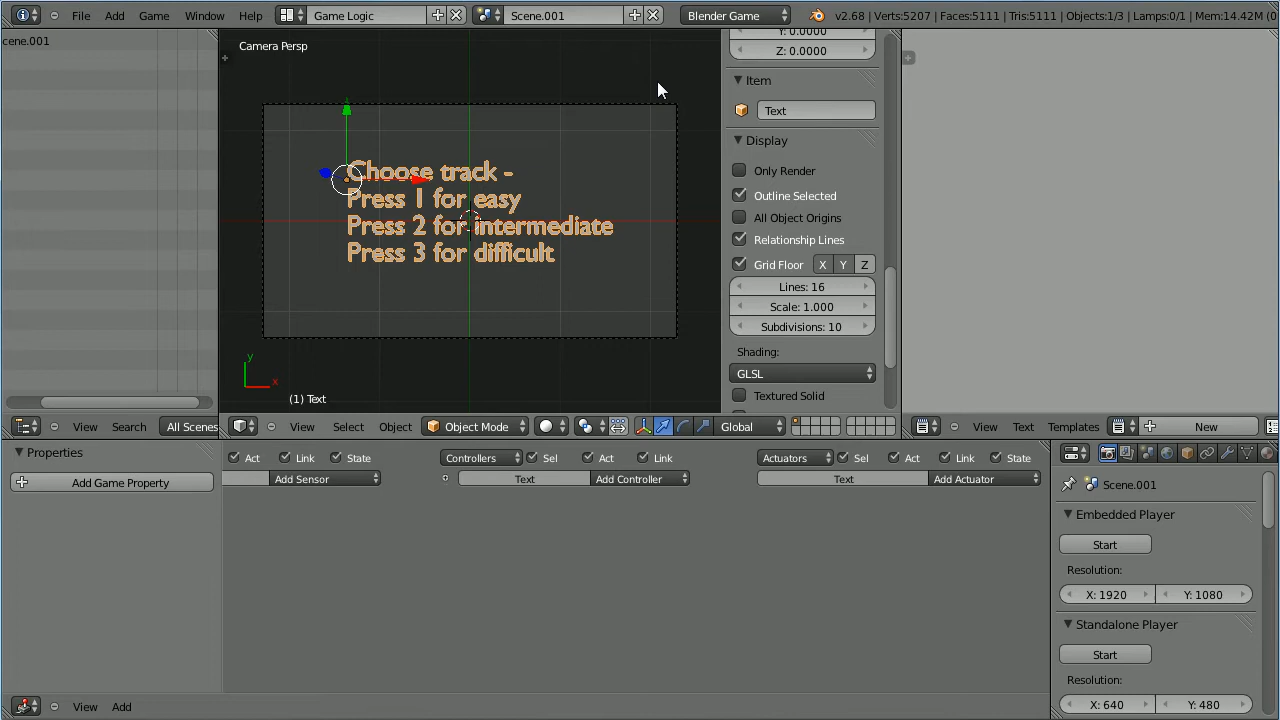 File Add Game Window Help Game Logic Scene.001 Blender Game v2.68 | Verts:5207 | Faces:5111 | Tris:5111 | Objects:1/3 | Lamps:0/1 | Mem:14.42M (0
cene.001
Camera Persp
Y: 0.0000
Z: 0.0000
Item
Text
Display
Only Render
Outline Selected
All Object Origins
Relationship Lines
Grid Floor X Y Z
Lines: 16
Scale: 1.000
Subdivisions: 10
Shading:
GLSL
Textured Solid
Choose track -
Press 1 for easy
Press 2 for intermediate
Press 3 for difficult
y
x
(1) Text
View Search All Scenes
View Select Object Object Mode Global
View Text Templates New
Properties
Add Game Property
Act Link State
Add Sensor
Controllers Sel Act Link
Text Add Controller
Actuators Sel Act Link State
Text Add Actuator
Scene.001
Embedded Player
Start
Resolution:
X: 1920 Y: 1080
Standalone Player
Start
Resolution:
X: 640 Y: 480
View Add